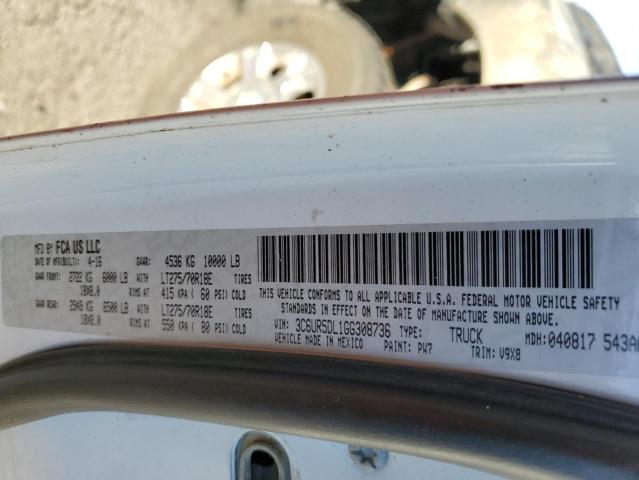 MFD BY FCA US LLC
DATE OF MFR(BUILT): 4-16 GVWR: 4536 KG 10000 LB
GAWR FRONT: 2722 KG 6000 LB WITH LT275/70R18E TIRES
18X8.0 RIMS AT 415 KPA ( 60 PSI) COLD
GAWR REAR: 2948 KG 6500 LB WITH LT275/70R18E TIRES
18X8.0 RIMS AT 550 KPA ( 80 PSI) COLD
THIS VEHICLE CONFORMS TO ALL APPLICABLE U.S.A. FEDERAL MOTOR VEHICLE SAFETY
STANDARDS IN EFFECT ON THE DATE OF MANUFACTURE SHOWN ABOVE.
VIN: 3C6UR5DL1GG308736 TYPE: TRUCK MDH: 040817 543A
VEHICLE MADE IN MEXICO PAINT: PW7 TRIM: V9X8